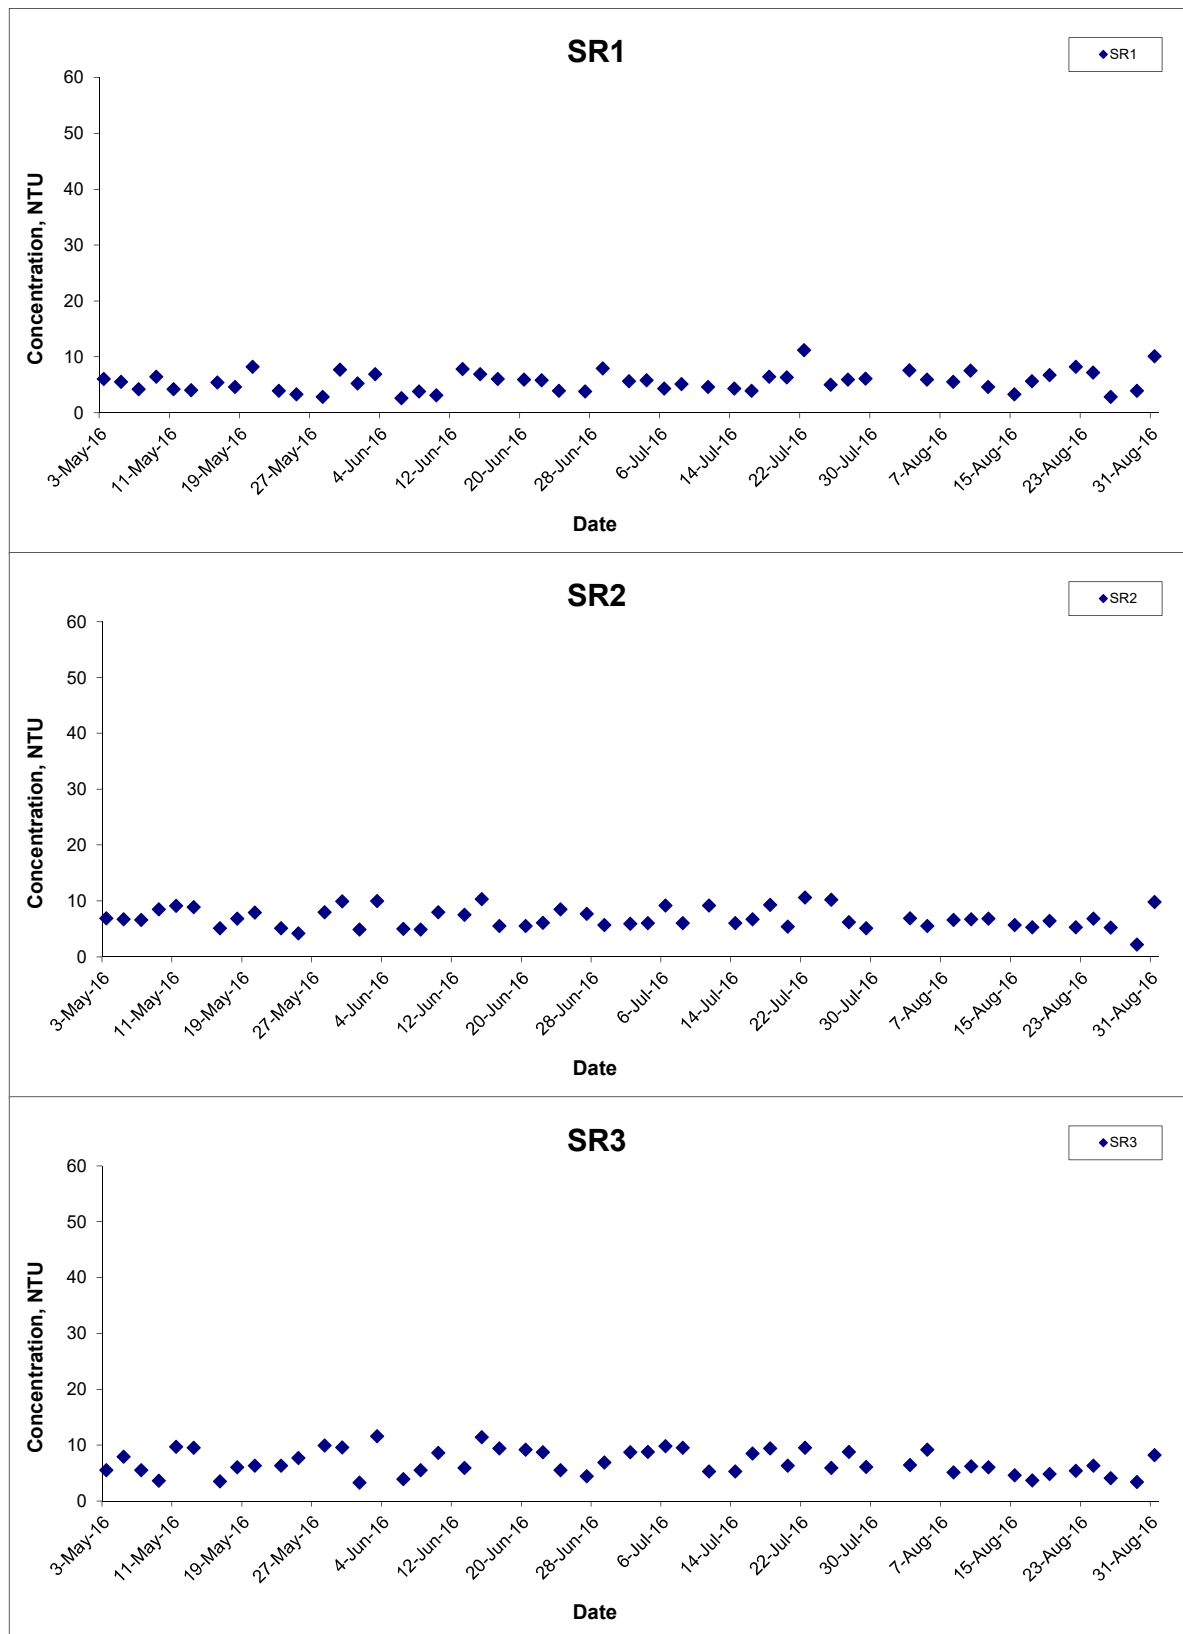 SR1
SR1
60
50
40
30
20
10
0
Concentration, NTU
3-May-16
11-May-16
19-May-16
27-May-16
4-Jun-16
12-Jun-16
20-Jun-16
28-Jun-16
6-Jul-16
14-Jul-16
22-Jul-16
30-Jul-16
7-Aug-16
15-Aug-16
23-Aug-16
31-Aug-16
Date
SR2
SR2
60
50
40
30
20
10
0
Concentration, NTU
3-May-16
11-May-16
19-May-16
27-May-16
4-Jun-16
12-Jun-16
20-Jun-16
28-Jun-16
6-Jul-16
14-Jul-16
22-Jul-16
30-Jul-16
7-Aug-16
15-Aug-16
23-Aug-16
31-Aug-16
Date
SR3
SR3
60
50
40
30
20
10
0
Concentration, NTU
3-May-16
11-May-16
19-May-16
27-May-16
4-Jun-16
12-Jun-16
20-Jun-16
28-Jun-16
6-Jul-16
14-Jul-16
22-Jul-16
30-Jul-16
7-Aug-16
15-Aug-16
23-Aug-16
31-Aug-16
Date